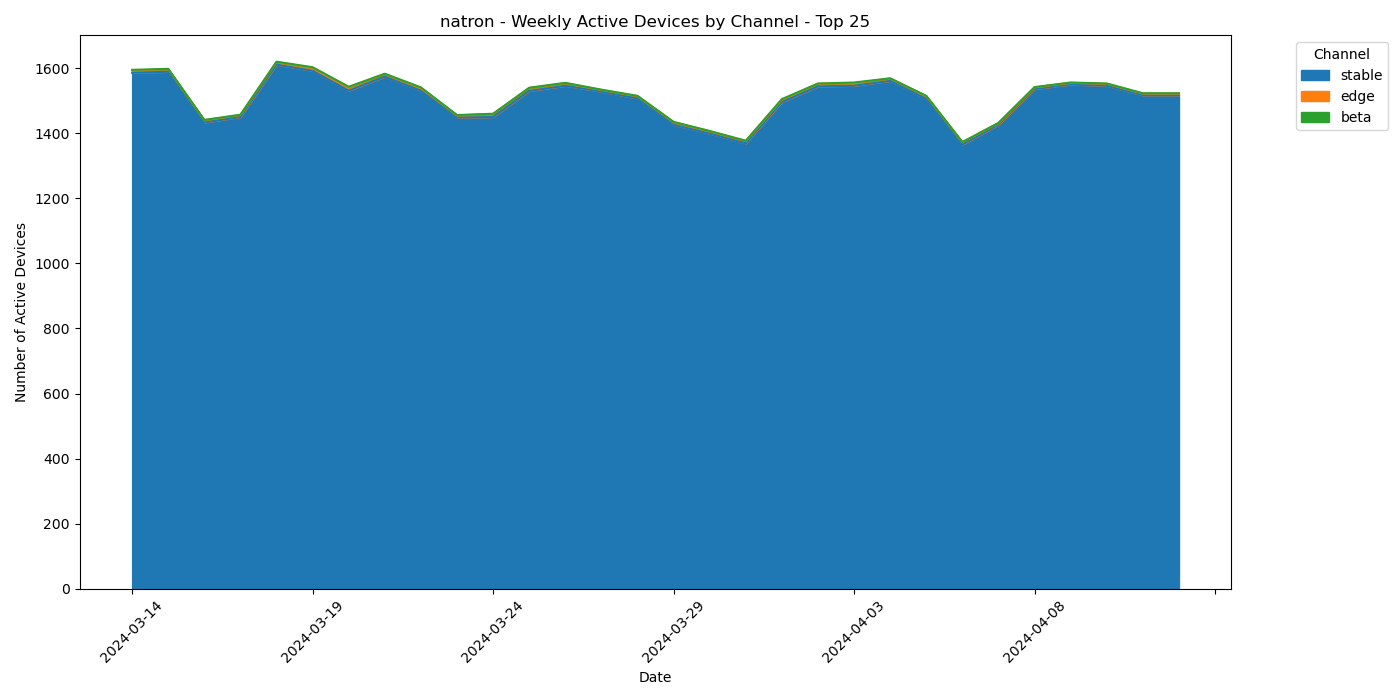 natron - Weekly Active Devices by Channel - Top 25
Channel
stable
edge
beta
Number of Active Devices
1600
1400
1200
1000
800
600
400
200
0
2024-03-14
2024-03-19
2024-03-24
2024-03-29
2024-04-03
2024-04-08
Date